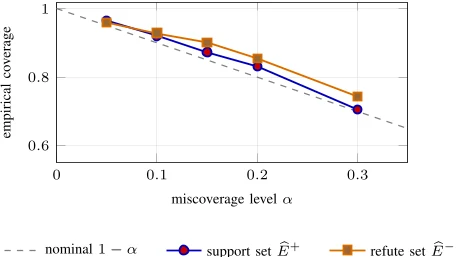 1
0.8
0.6
empirical coverage
0 0.1 0.2 0.3
miscoverage level α
nominal 1 − α support set Ê⁺ refute set Ê⁻